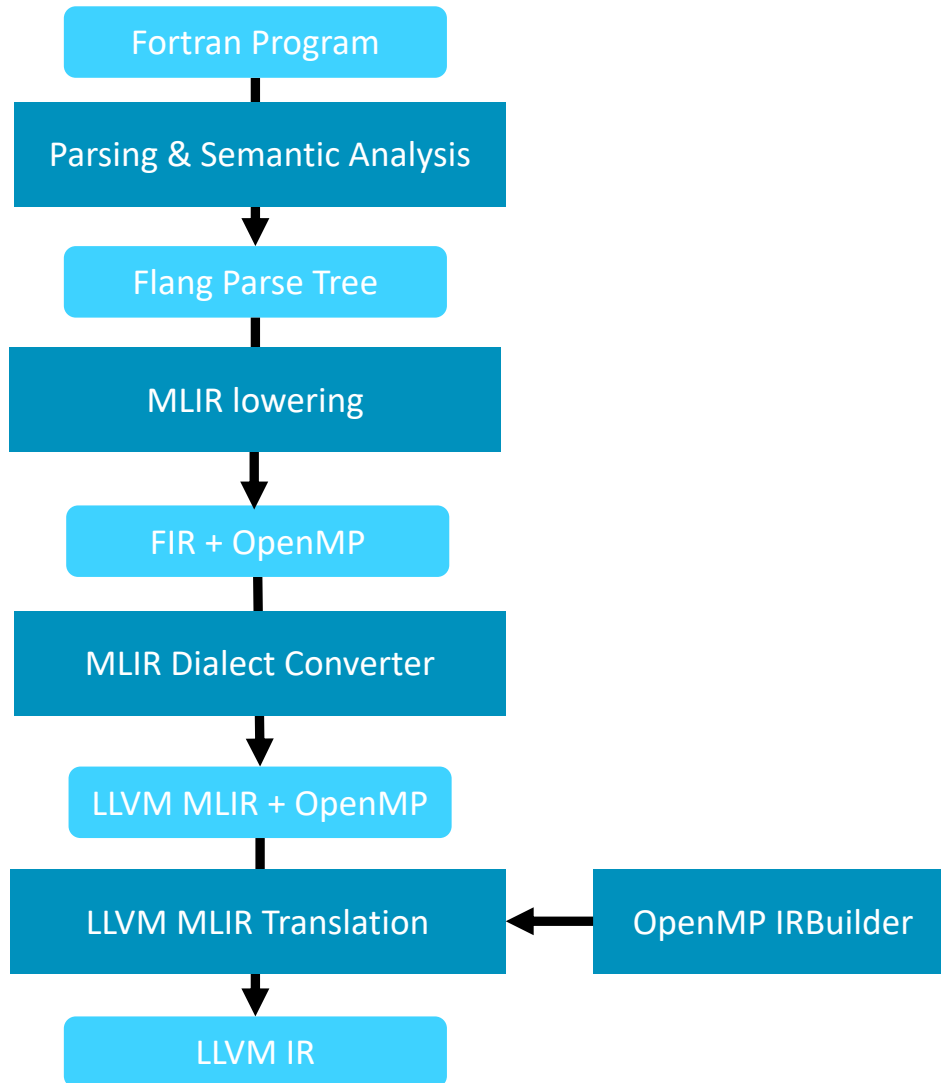 Fortran Program
Parsing & Semantic Analysis
Flang Parse Tree
MLIR lowering
FIR + OpenMP
MLIR Dialect Converter
LLVM MLIR + OpenMP
LLVM MLIR Translation
OpenMP IRBuilder
LLVM IR